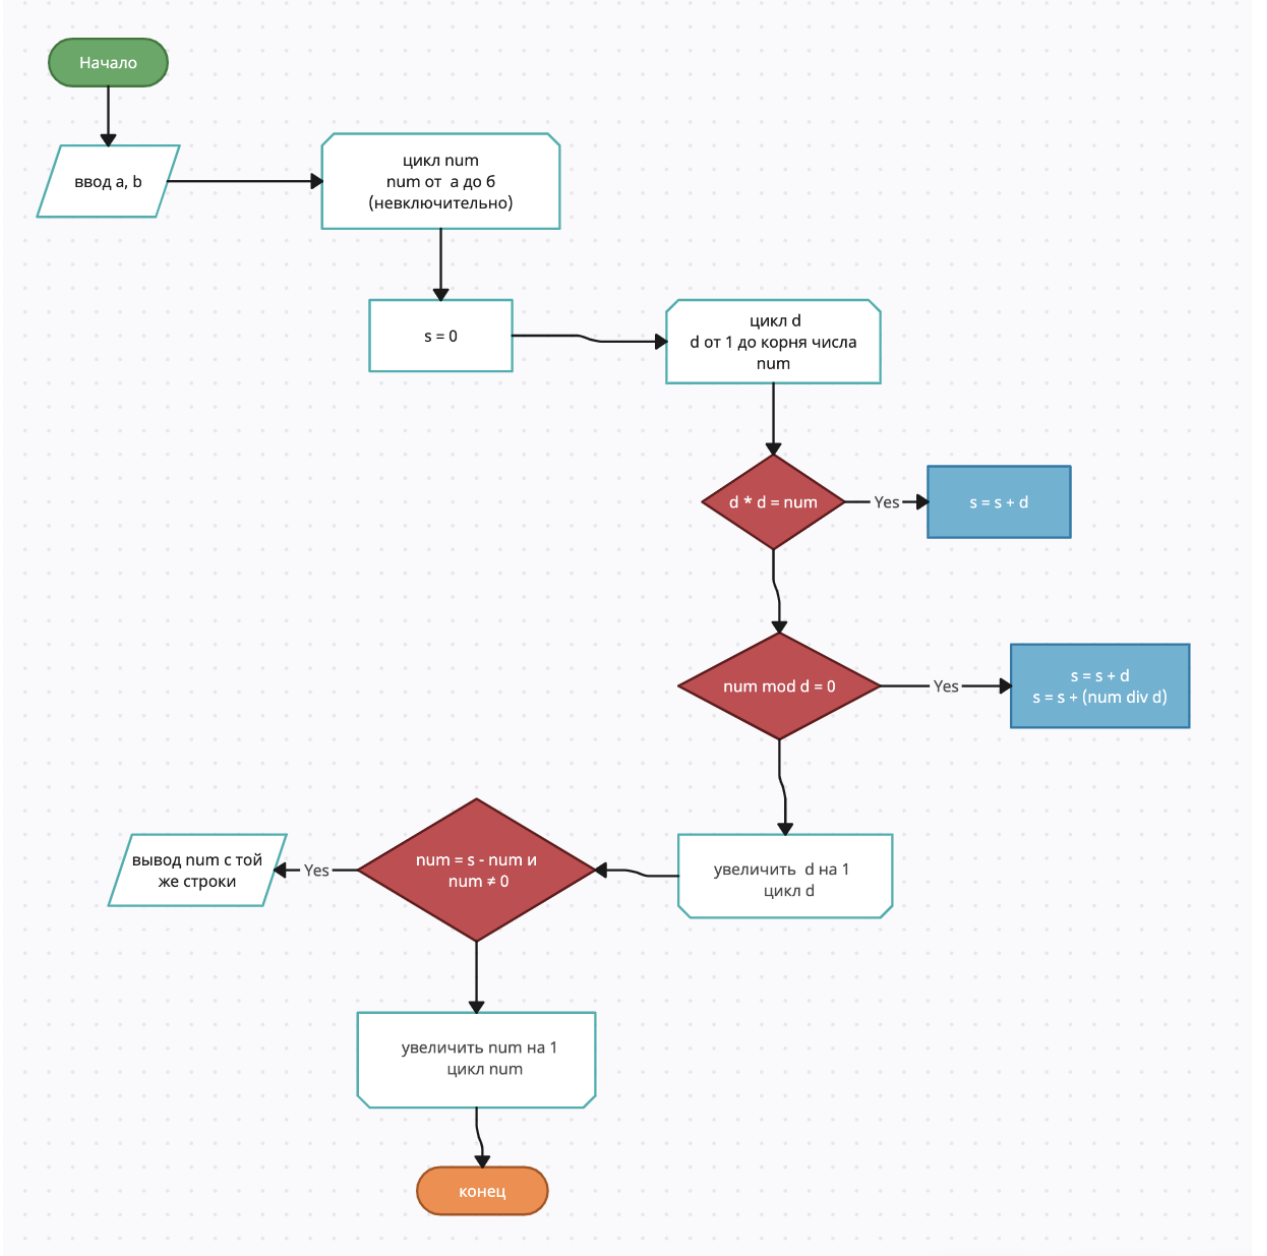 Начало
ввод a, b
цикл num
num от a до б
(невключительно)
s = 0
цикл d
d от 1 до корня числа
num
d * d = num
Yes
s = s + d
num mod d = 0
Yes
s = s + d
s = s + (num div d)
увеличить d на 1
цикл d
num = s - num и
num ≠ 0
Yes
вывод num с той
же строки
увеличить num на 1
цикл num
конец